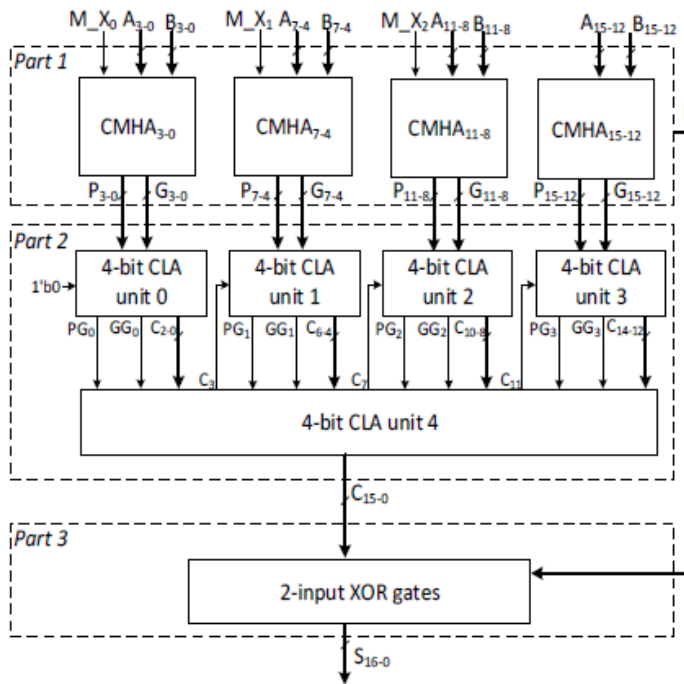 M_X₀ A₃₋₀ B₃₋₀ M_X₁ A₇₋₄ B₇₋₄ M_X₂ A₁₁₋₈ B₁₁₋₈ A₁₅₋₁₂ B₁₅₋₁₂
Part 1
CMHA₃₋₀ CMHA₇₋₄ CMHA₁₁₋₈ CMHA₁₅₋₁₂
P₃₋₀ G₃₋₀ P₇₋₄ G₇₋₄ P₁₁₋₈ G₁₁₋₈ P₁₅₋₁₂ G₁₅₋₁₂
Part 2
4-bit CLA 4-bit CLA 4-bit CLA 4-bit CLA
1'b0 unit 0 unit 1 unit 2 unit 3
PG₀ GG₀ C₂₋₀ PG₁ GG₁ C₆₋₄ PG₂ GG₂ C₁₀₋₈ PG₃ GG₃ C₁₄₋₁₂
C₃ C₇ C₁₁
4-bit CLA unit 4
C₁₅₋₀
Part 3
2-input XOR gates
S₁₆₋₀